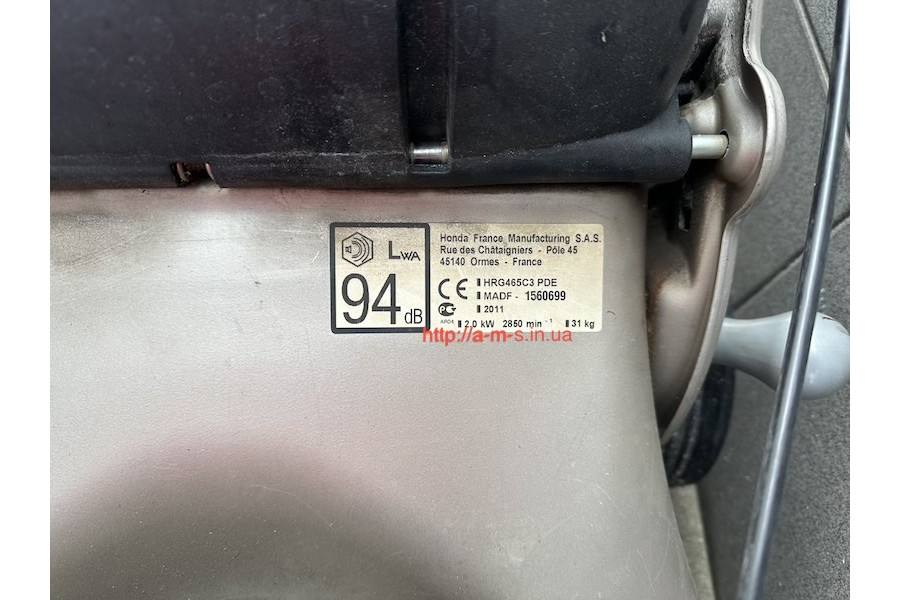 LWA
94 dB
Honda France Manufacturing S.A.S.
Rue des Châtaigniers - Pôle 45
45140 Ormes - France
CE
HRG465C3 PDE
MADF - 1560699
2011
2,0 kW 2850 min⁻¹ 31 kg
http://a-m-s.in.ua